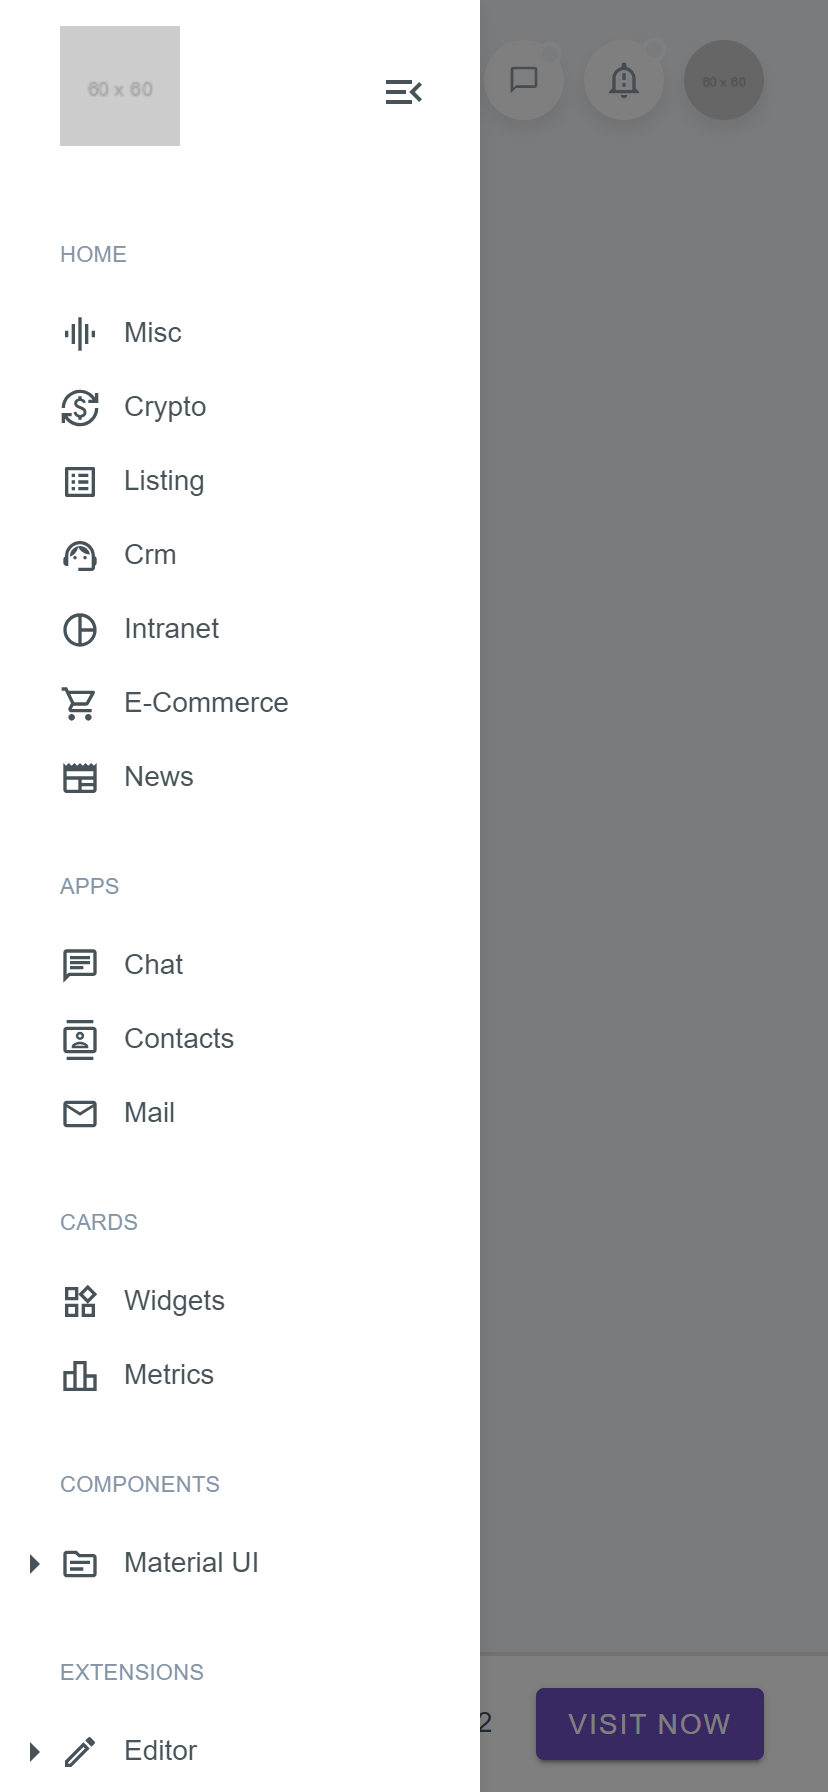 60 x 60
60 x 60
HOME
Misc
Crypto
Listing
Crm
Intranet
E-Commerce
News
APPS
Chat
Contacts
Mail
CARDS
Widgets
Metrics
COMPONENTS
Material UI
EXTENSIONS
2
VISIT NOW
Editor